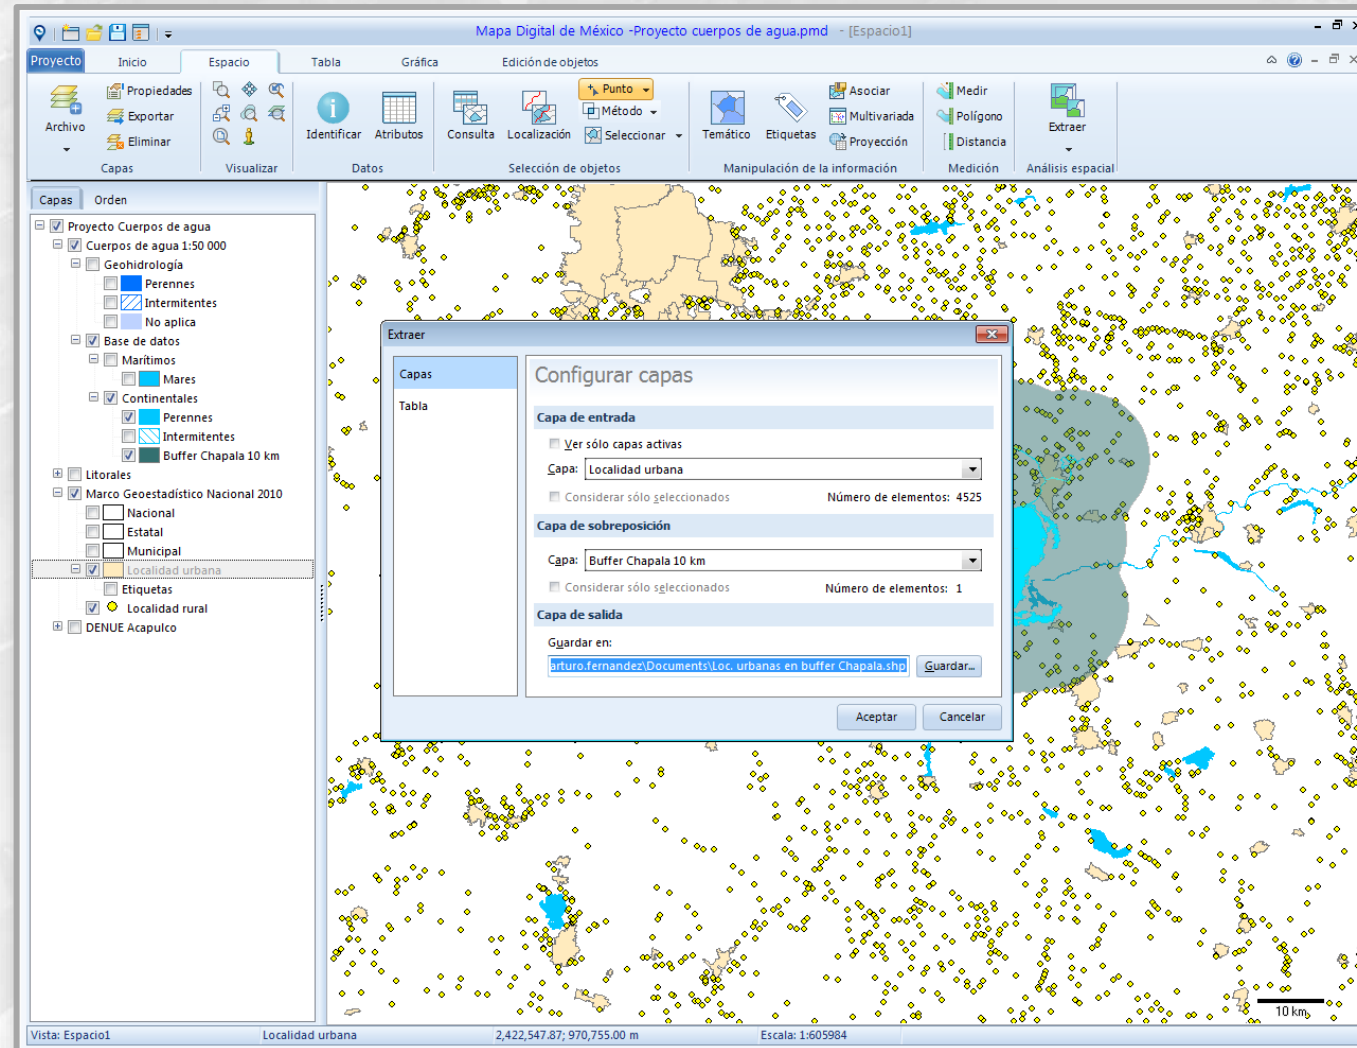 Mapa Digital de México -Proyecto cuerpos de agua.pmd - [Espacio1]
Proyecto Inicio Espacio Tabla Gráfica Edición de objetos
Archivo
Propiedades
Exportar
Eliminar
Capas
Visualizar
Identificar Atributos
Datos
Consulta Localización
Punto
Método
Seleccionar
Selección de objetos
Temático Etiquetas
Asociar
Multivariada
Proyección
Manipulación de la información
Medir
Polígono
Distancia
Medición
Extraer
Análisis espacial
Capas Orden
Proyecto Cuerpos de agua
Cuerpos de agua 1:50 000
Geohidrología
Perennes
Intermitentes
No aplica
Base de datos
Marítimos
Mares
Continentales
Perennes
Intermitentes
Buffer Chapala 10 km
Litorales
Marco Geoestadístico Nacional 2010
Nacional
Estatal
Municipal
Localidad urbana
Etiquetas
Localidad rural
DENUE Acapulco
Extraer
Capas
Tabla
Configurar capas
Capa de entrada
Ver sólo capas activas
Capa: Localidad urbana
Considerar sólo seleccionados Número de elementos: 4525
Capa de sobreposición
Capa: Buffer Chapala 10 km
Considerar sólo seleccionados Número de elementos: 1
Capa de salida
Guardar en:
arturo.fernandez\Documents\Loc. urbanas en buffer Chapala.shp Guardar...
Aceptar Cancelar
10 km
Vista: Espacio1 Localidad urbana 2,422,547.87; 970,755.00 m Escala: 1:605984